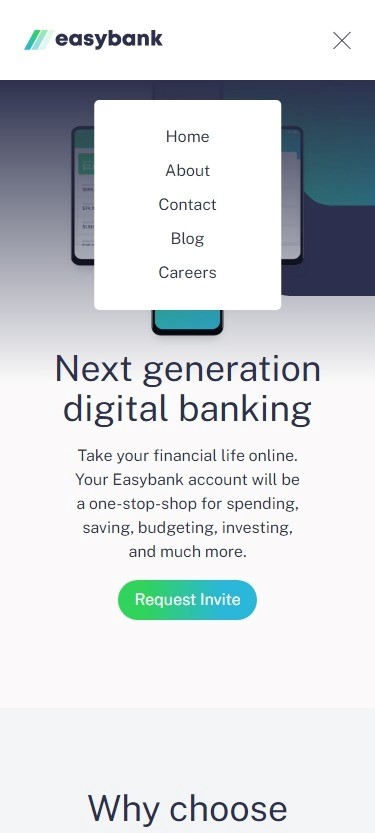 easybank
Home
About
Contact
Blog
Careers
Next generation
digital banking
Take your financial life online.
Your Easybank account will be
a one-stop-shop for spending,
saving, budgeting, investing,
and much more.
Request Invite
Why choose